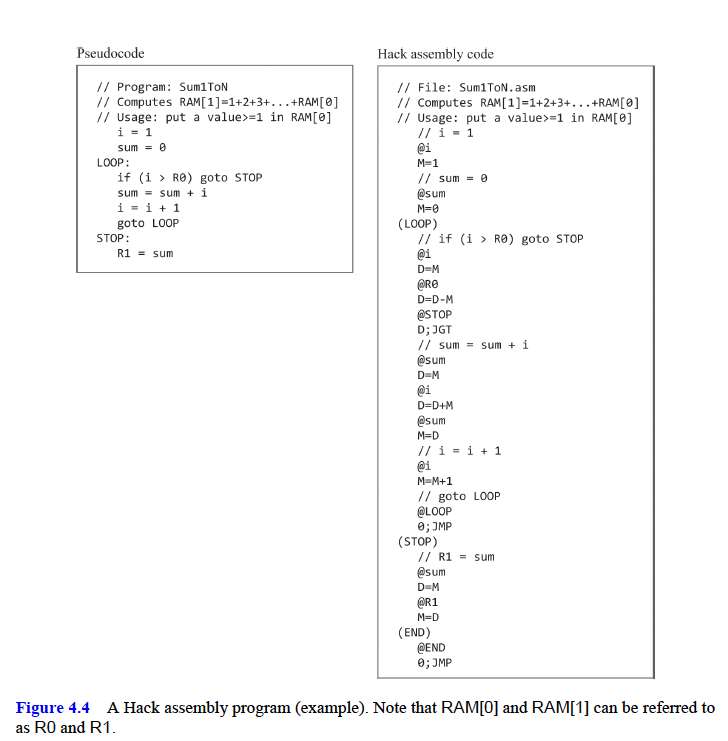 Pseudocode
// Program: Sum1ToN
// Computes RAM[1]=1+2+3+...+RAM[0]
// Usage: put a value>=1 in RAM[0]
i = 1
sum = 0
LOOP:
if (i > R0) goto STOP
sum = sum + i
i = i + 1
goto LOOP
STOP:
R1 = sum
Hack assembly code
// File: Sum1ToN.asm
// Computes RAM[1]=1+2+3+...+RAM[0]
// Usage: put a value>=1 in RAM[0]
// i = 1
@i
M=1
// sum = 0
@sum
M=0
(LOOP)
// if (i > R0) goto STOP
@i
D=M
@R0
D=D-M
@STOP
D;JGT
// sum = sum + i
@sum
D=M
@i
D=D+M
@sum
M=D
// i = i + 1
@i
M=M+1
// goto LOOP
@LOOP
0;JMP
(STOP)
// R1 = sum
@sum
D=M
@R1
M=D
(END)
@END
0;JMP
Figure 4.4 A Hack assembly program (example). Note that RAM[0] and RAM[1] can be referred to
as R0 and R1.